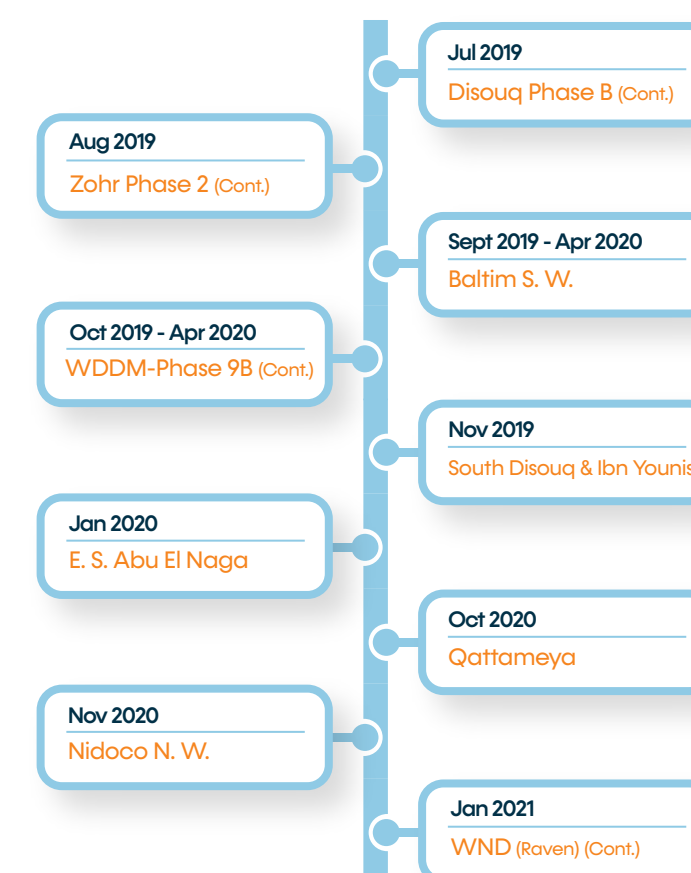 Jul 2019
Disouq Phase B (Cont.)
Aug 2019
Zohr Phase 2 (Cont.)
Sept 2019 - Apr 2020
Baltim S. W.
Oct 2019 - Apr 2020
WDDM-Phase 9B (Cont.)
Nov 2019
South Disouq & Ibn Younis
Jan 2020
E. S. Abu El Naga
Oct 2020
Qattameya
Nov 2020
Nidoco N. W.
Jan 2021
WND (Raven) (Cont.)